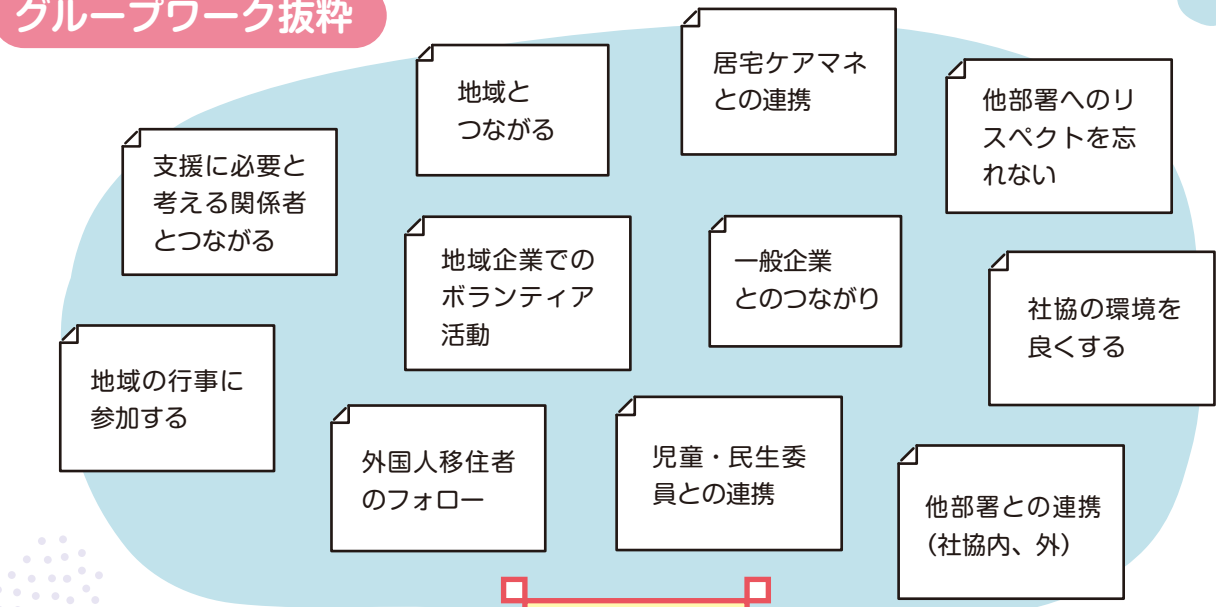 グループワーク抜粋
地域と
つながる
居宅ケアマネ
との連携
他部署へのリ
スペクトを忘
れない
支援に必要と
考える関係者
とつながる
地域企業での
ボランティア
活動
一般企業
とのつながり
社協の環境を
良くする
地域の行事に
参加する
外国人移住者
のフォロー
児童・民生委
員との連携
他部署との連携
（社協内、外）